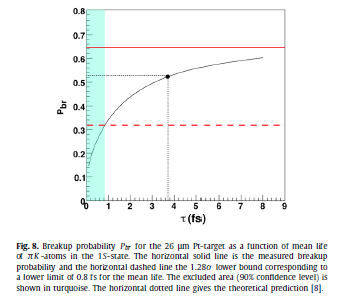 0.8
0.7
0.6
0.5
0.4
0.3
0.2
0.1
0
P_br
0 1 2 3 4 5 6 7 8 9
τ (fs)
Fig. 8. Breakup probability P_br for the 26 μm Pt-target as a function of mean life
of πK-atoms in the 1S-state. The horizontal solid line is the measured breakup
probability and the horizontal dashed line the 1.28σ lower bound corresponding to
a lower limit of 0.8 fs for the mean life. The excluded area (90% confidence level) is
shown in turquoise. The horizontal dotted line gives the theoretical prediction [8].